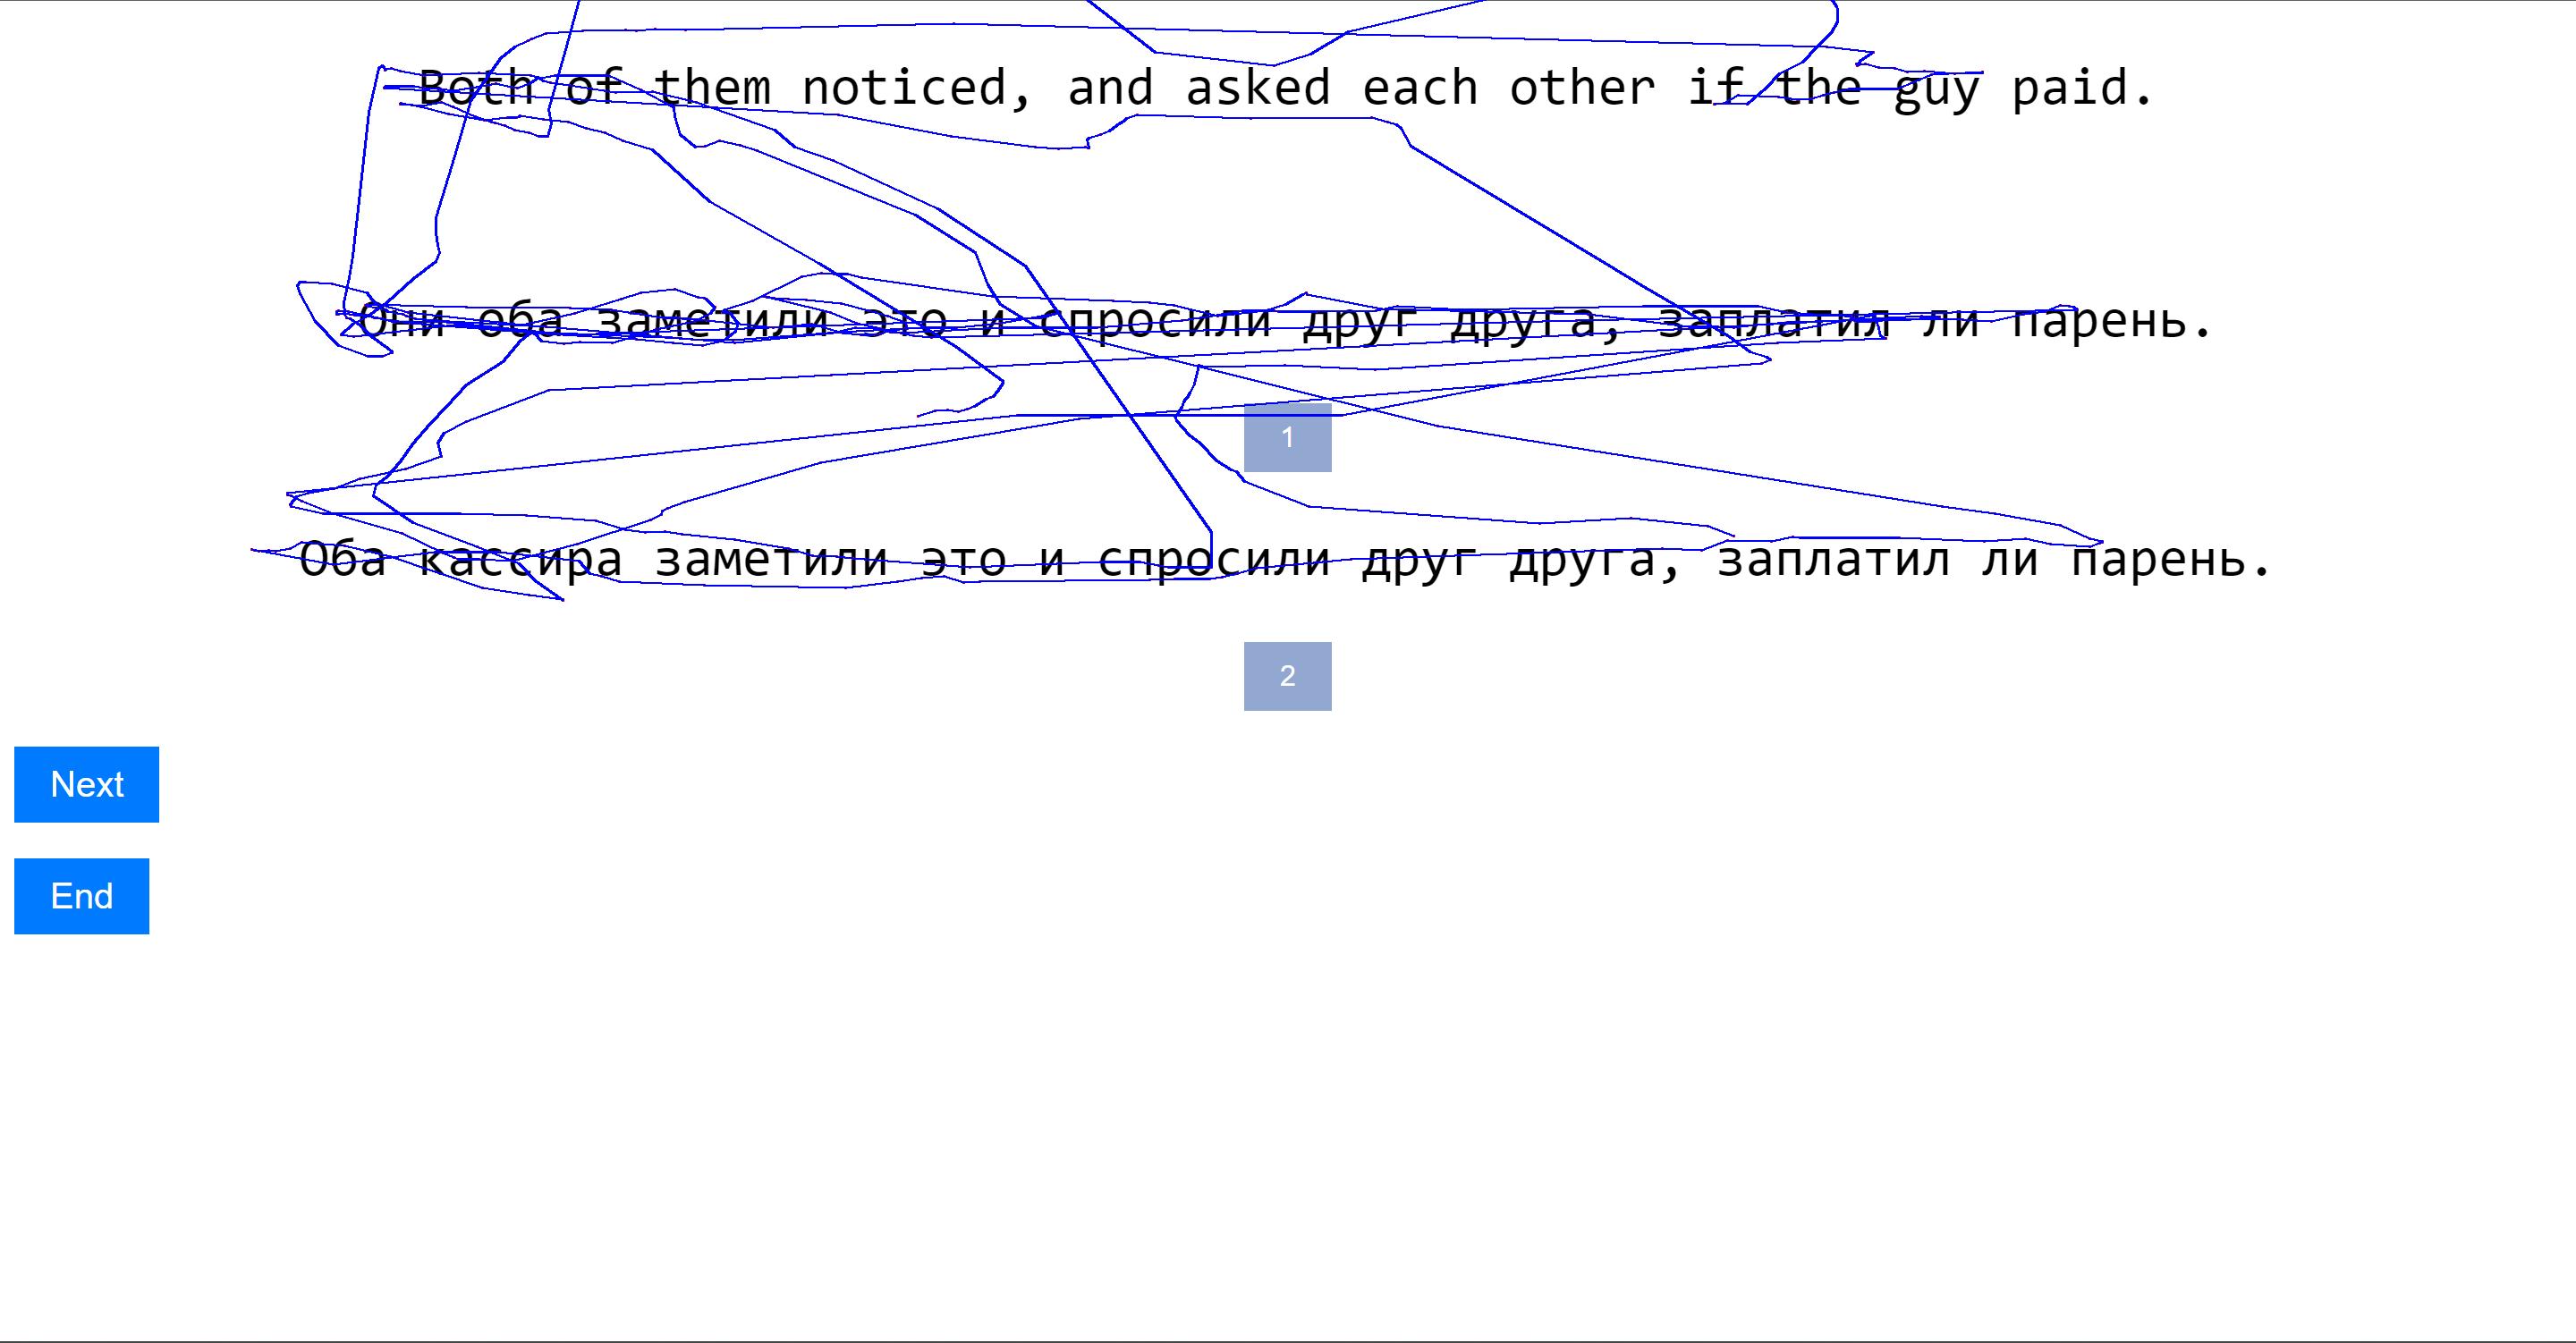 Both of them noticed, and asked each other if the guy paid.
Они оба заметили это и спросили друг друга, заплатил ли парень.
1
Оба кассира заметили это и спросили друг друга, заплатил ли парень.
2
Next
End